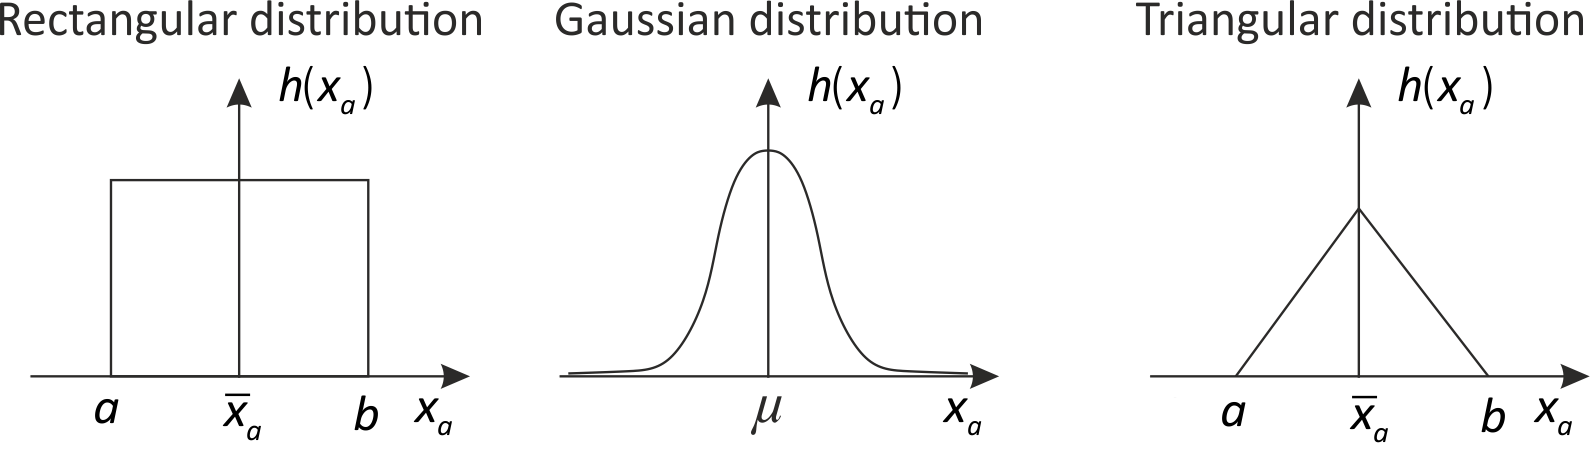 Rectangular distribution
h(xₐ)
a x̅ₐ b xₐ
Gaussian distribution
h(xₐ)
μ xₐ
Triangular distribution
h(xₐ)
a x̅ₐ b xₐ